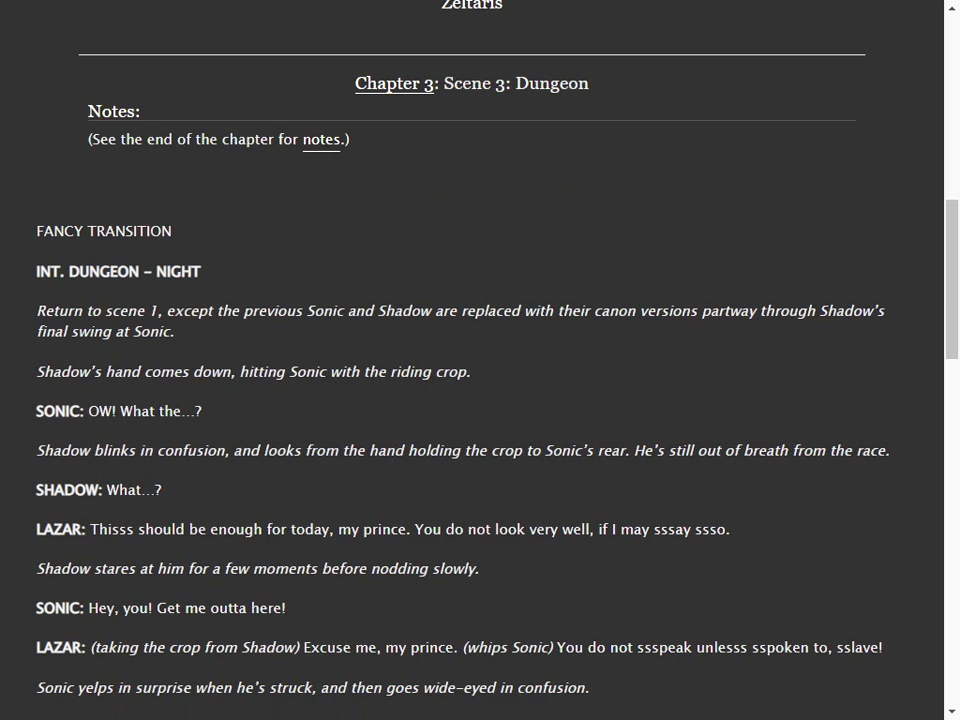 Zeltaris
Chapter 3: Scene 3: Dungeon
Notes:
(See the end of the chapter for notes.)
FANCY TRANSITION
INT. DUNGEON – NIGHT
Return to scene 1, except the previous Sonic and Shadow are replaced with their canon versions partway through Shadow’s
final swing at Sonic.
Shadow’s hand comes down, hitting Sonic with the riding crop.
SONIC: OW! What the…?
Shadow blinks in confusion, and looks from the hand holding the crop to Sonic’s rear. He’s still out of breath from the race.
SHADOW: What…?
LAZAR: Thisss should be enough for today, my prince. You do not look very well, if I may sssay ssso.
Shadow stares at him for a few moments before nodding slowly.
SONIC: Hey, you! Get me outta here!
LAZAR: (taking the crop from Shadow) Excuse me, my prince. (whips Sonic) You do not ssspeak unlesss sspoken to, sslave!
Sonic yelps in surprise when he’s struck, and then goes wide-eyed in confusion.